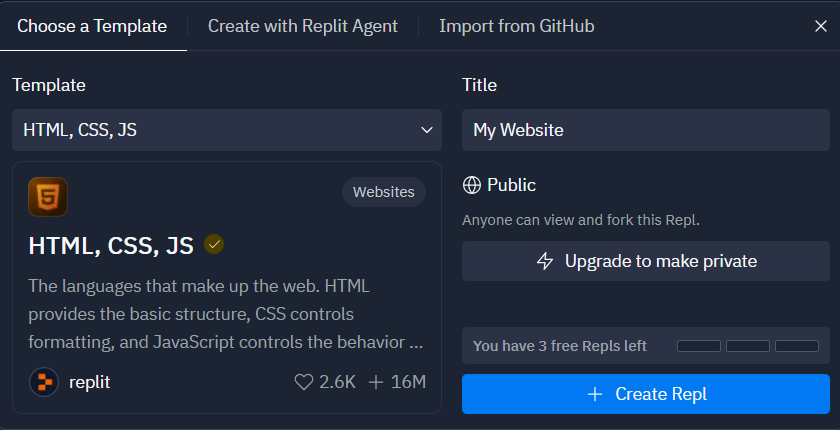 Choose a Template
Create with Replit Agent
Import from GitHub
Template
HTML, CSS, JS
Websites
HTML, CSS, JS
The languages that make up the web. HTML
provides the basic structure, CSS controls
formatting, and JavaScript controls the behavior ...
replit
2.6K
16M
Title
My Website
Public
Anyone can view and fork this Repl.
Upgrade to make private
You have 3 free Repls left
Create Repl